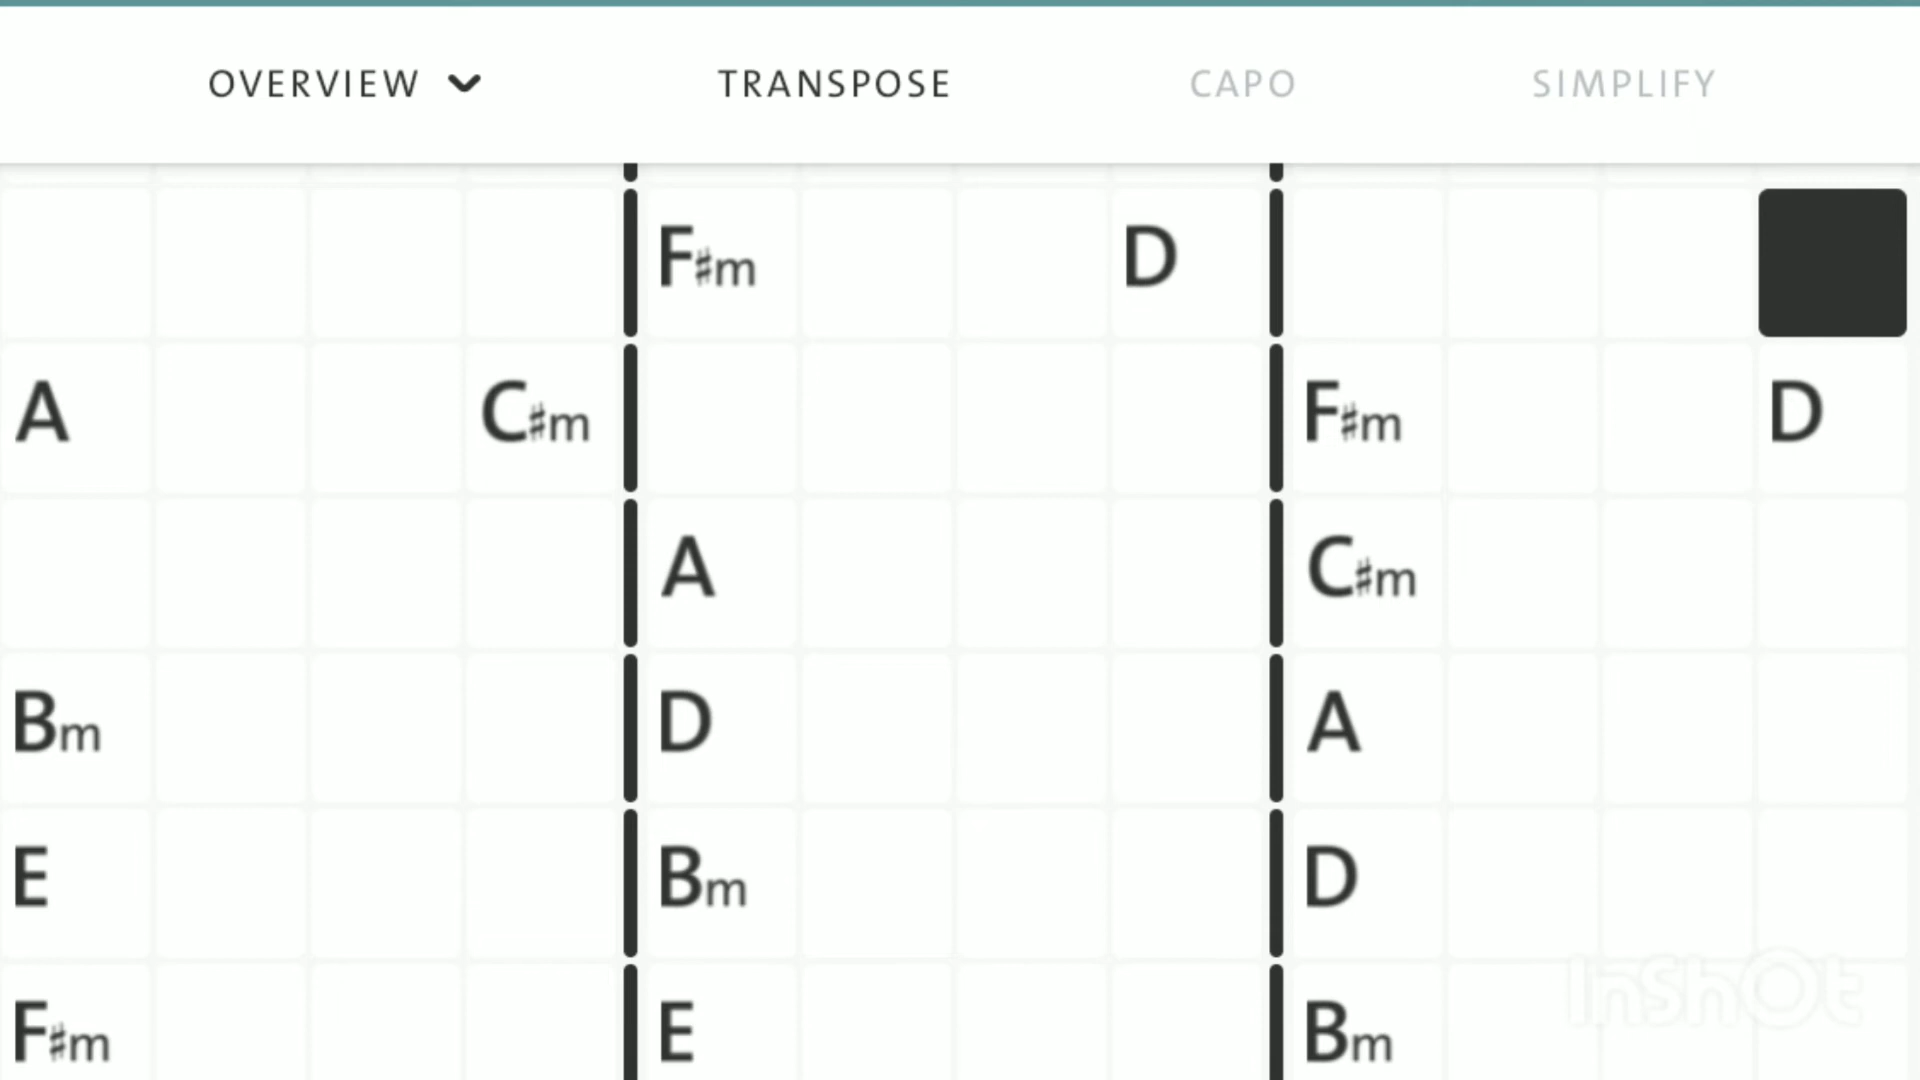 OVERVIEW TRANSPOSE CAPO SIMPLIFY
F♯m D
A C♯m F♯m D
A C♯m
Bm D A
E Bm D
F♯m E Bm
InShOt